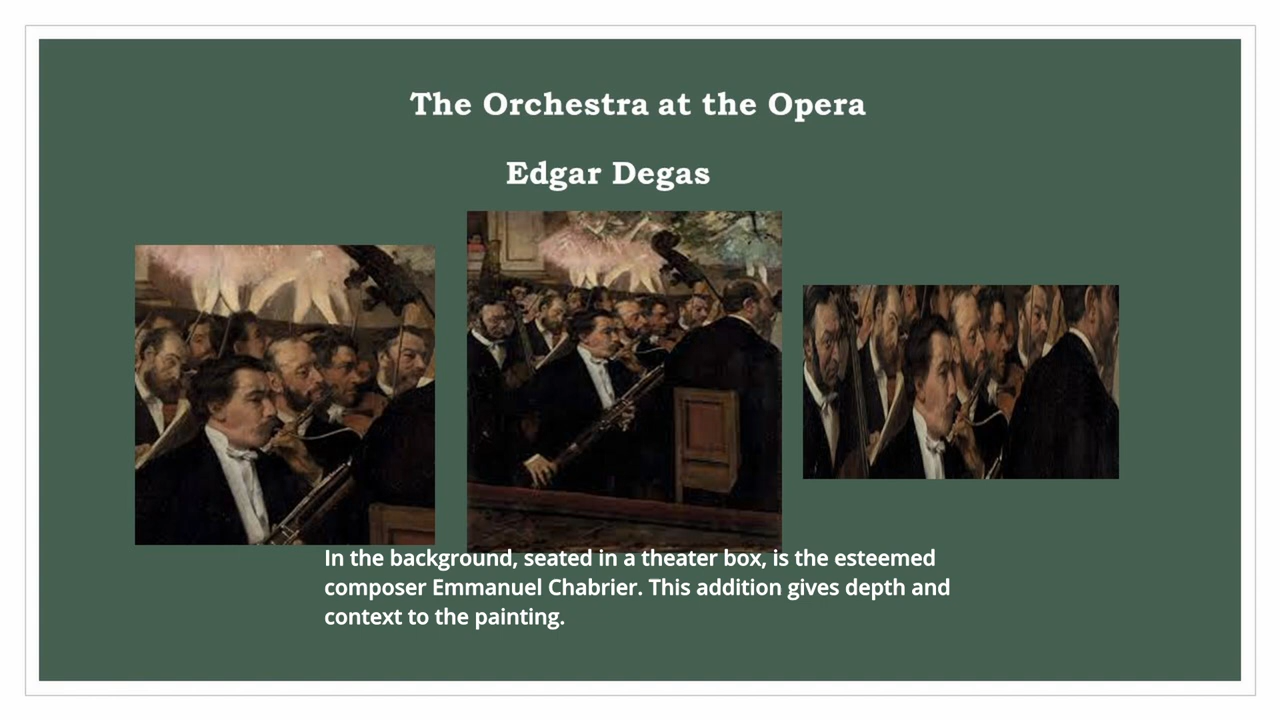 The Orchestra at the Opera
Edgar Degas
In the background, seated in a theater box, is the esteemed
composer Emmanuel Chabrier. This addition gives depth and
context to the painting.